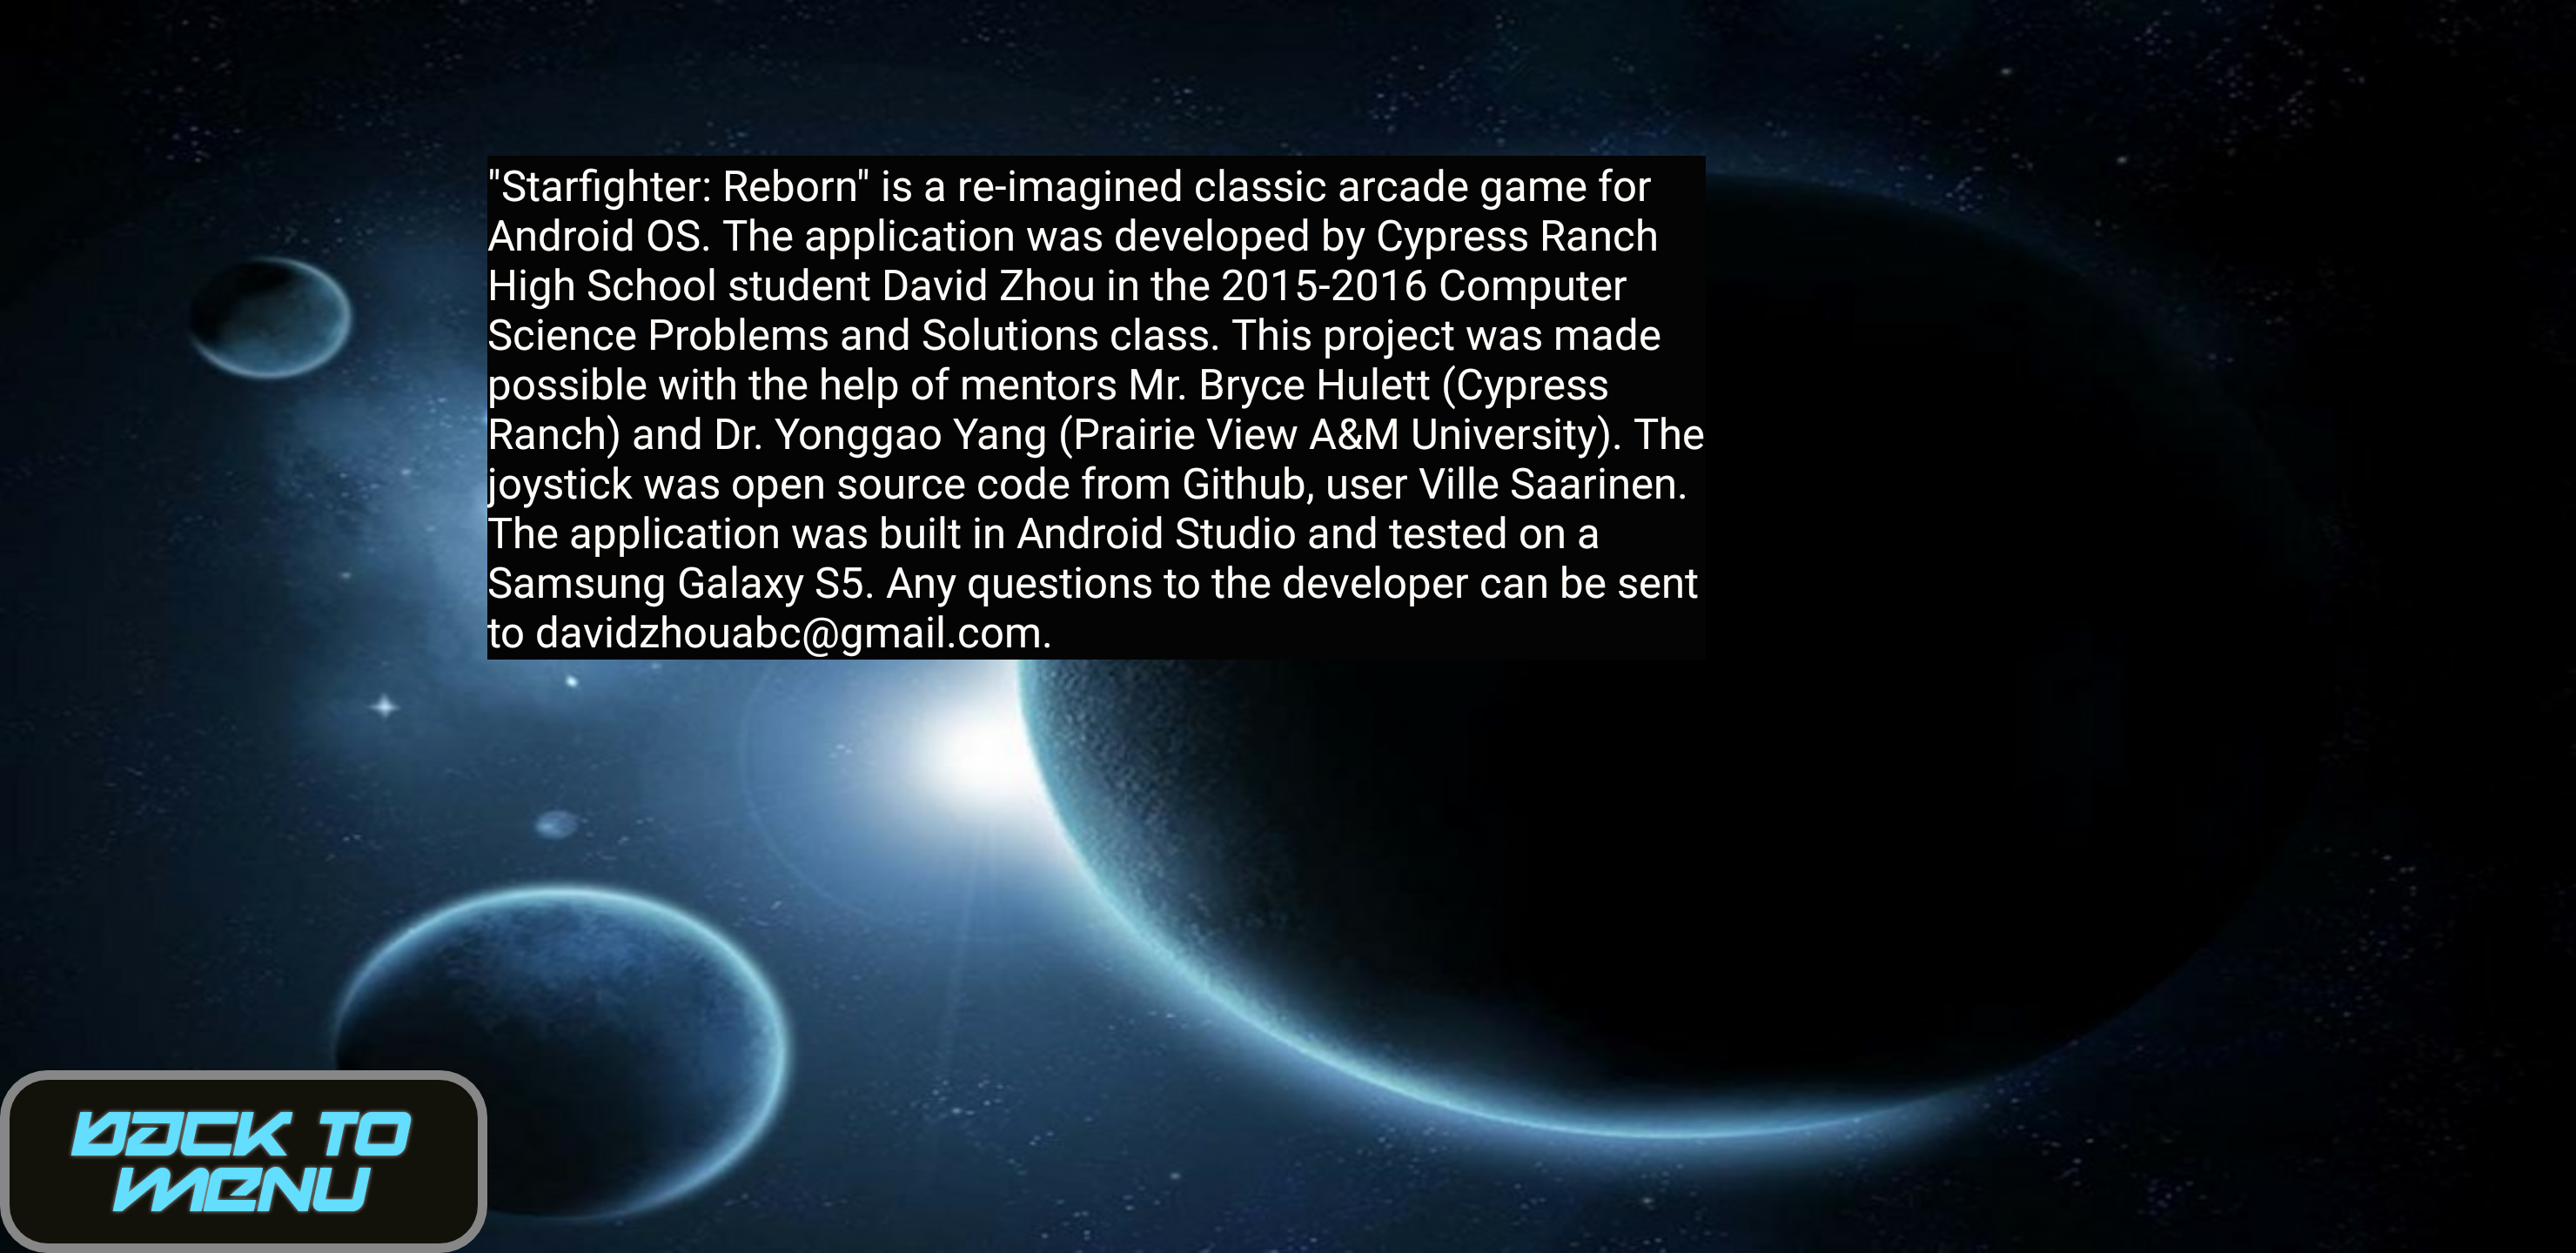 "Starfighter: Reborn" is a re-imagined classic arcade game for
Android OS. The application was developed by Cypress Ranch
High School student David Zhou in the 2015-2016 Computer
Science Problems and Solutions class. This project was made
possible with the help of mentors Mr. Bryce Hulett (Cypress
Ranch) and Dr. Yonggao Yang (Prairie View A&M University). The
joystick was open source code from Github, user Ville Saarinen.
The application was built in Android Studio and tested on a
Samsung Galaxy S5. Any questions to the developer can be sent
to davidzhouabc@gmail.com.
BACK TO
MENU